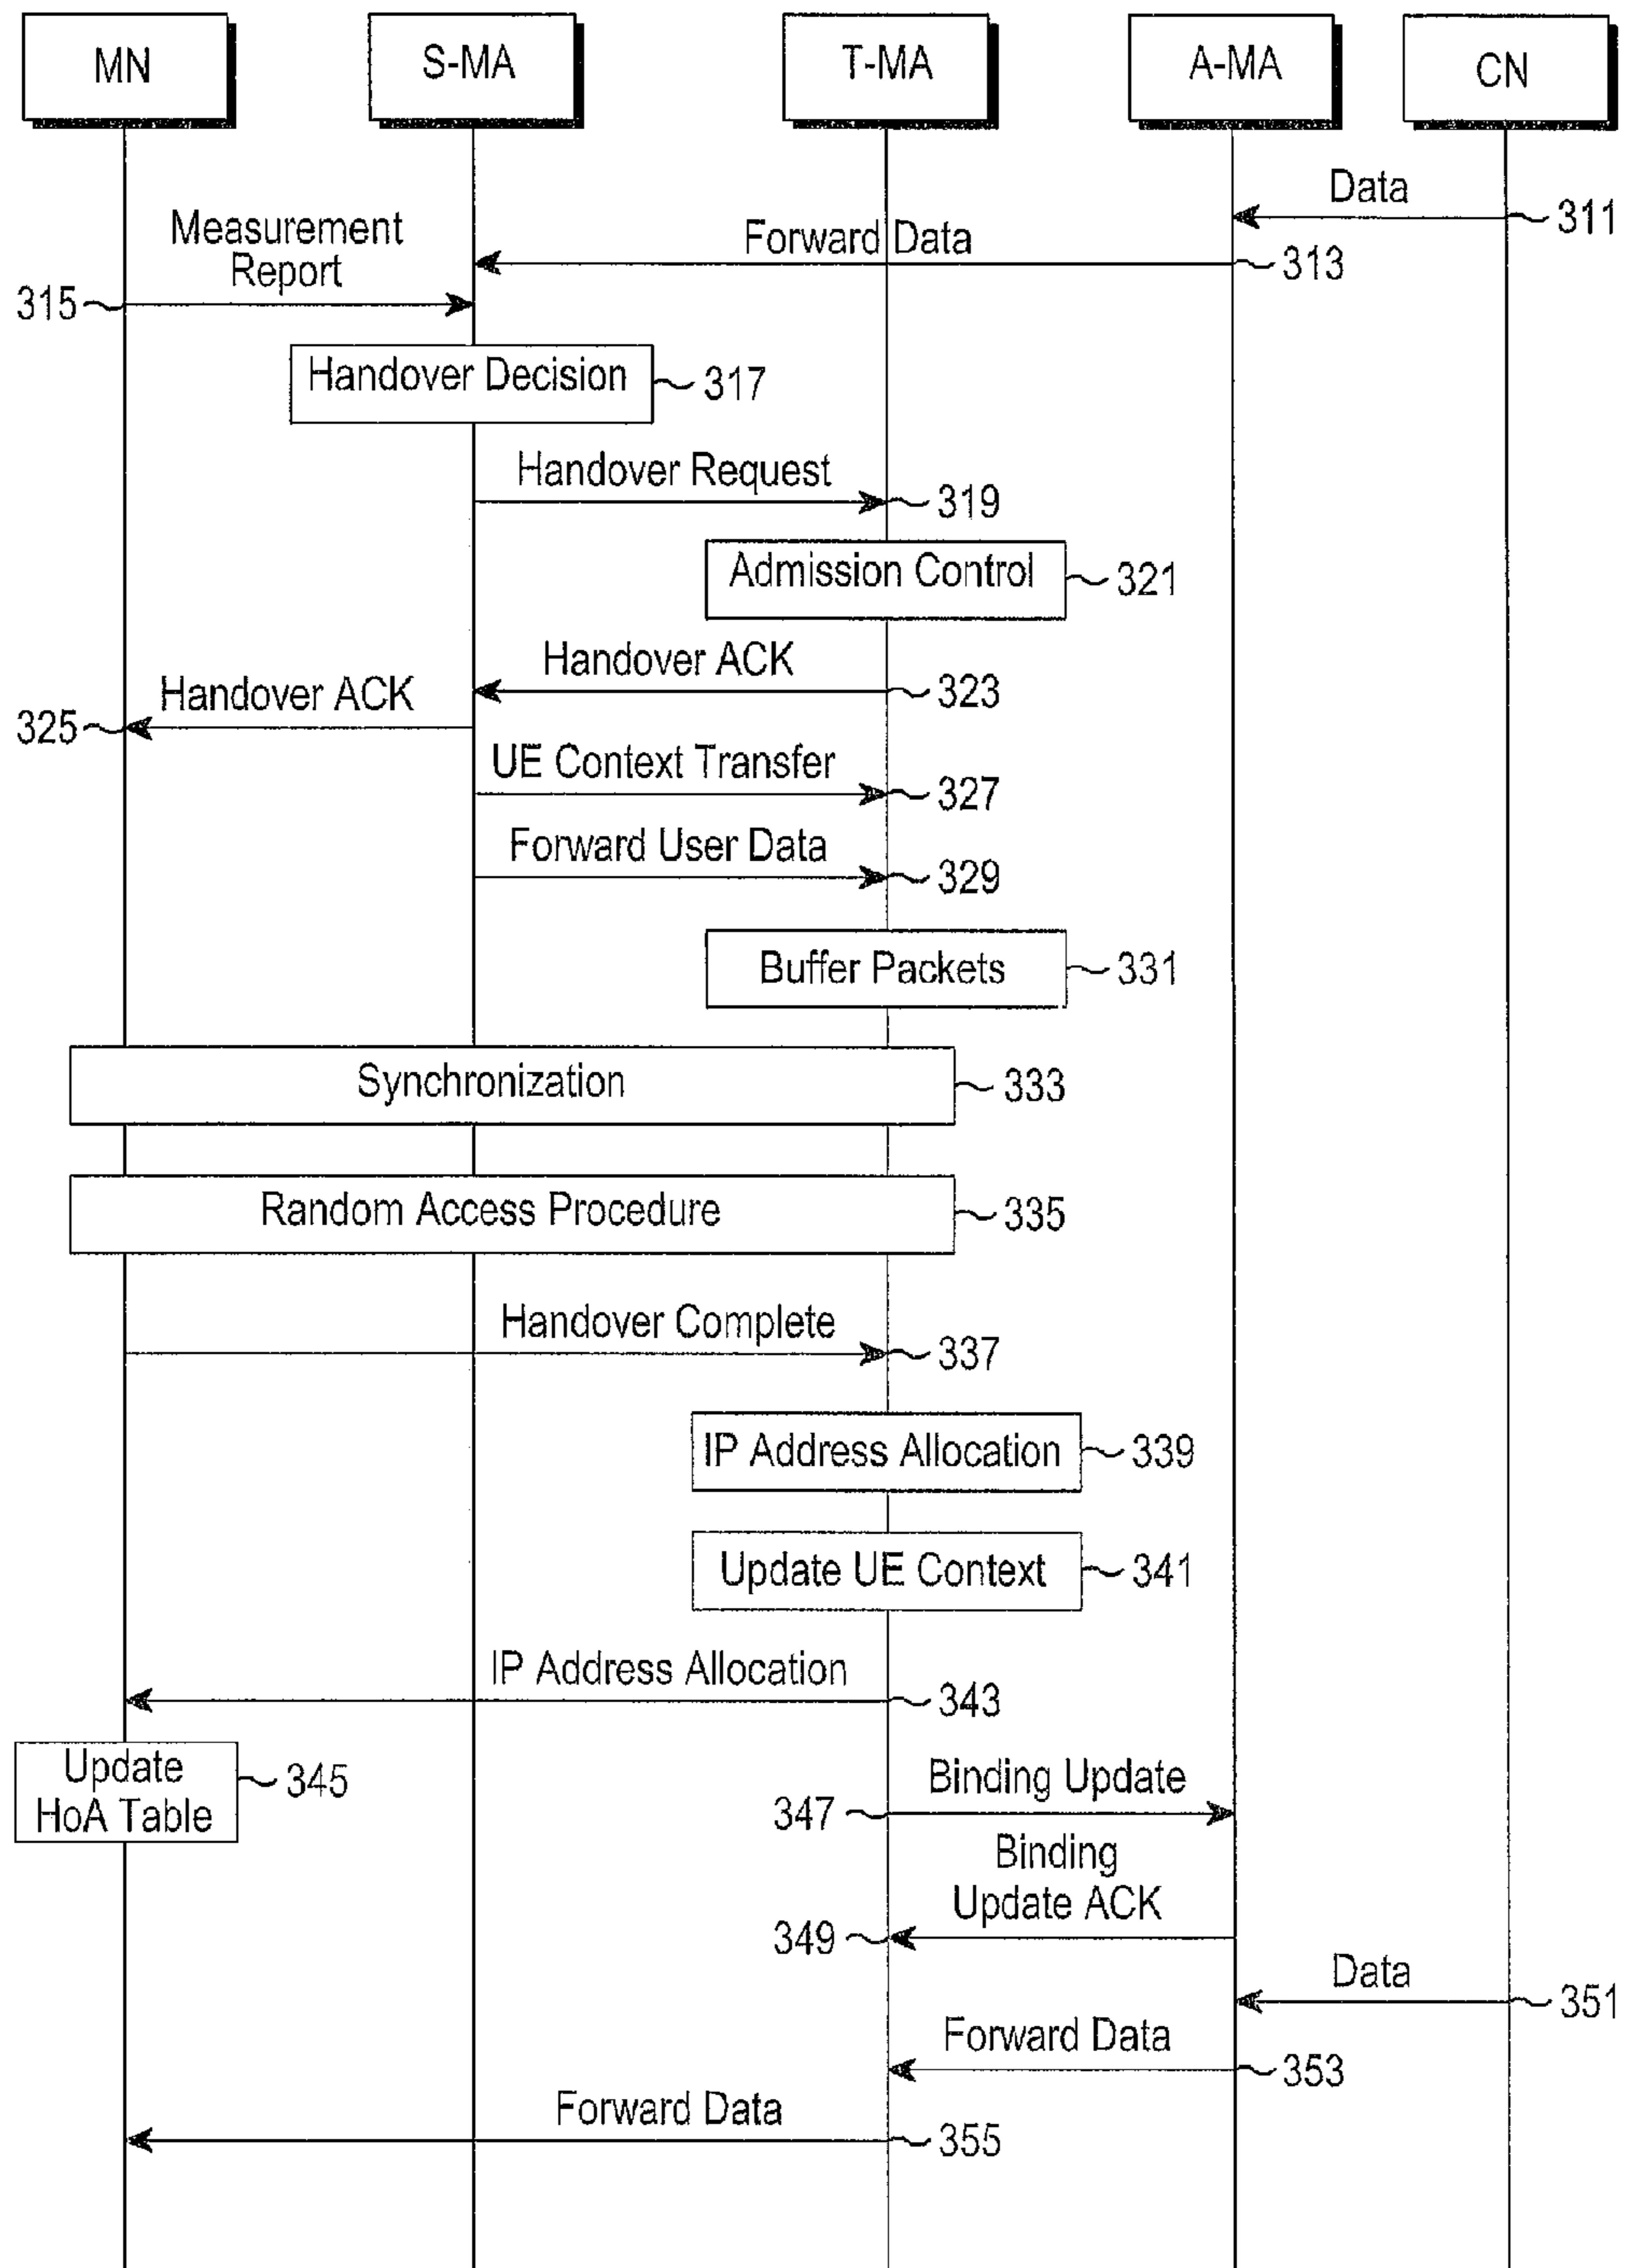 MN
S-MA
T-MA
A-MA
CN
Data
311
Forward Data
313
Measurement
Report
315
Handover Decision
317
Handover Request
319
Admission Control
321
Handover ACK
323
Handover ACK
325
UE Context Transfer
327
Forward User Data
329
Buffer Packets
331
Synchronization
333
Random Access Procedure
335
Handover Complete
337
IP Address Allocation
339
Update UE Context
341
IP Address Allocation
343
Update
HoA Table
345
Binding Update
347
Binding
Update ACK
349
Data
351
Forward Data
353
Forward Data
355